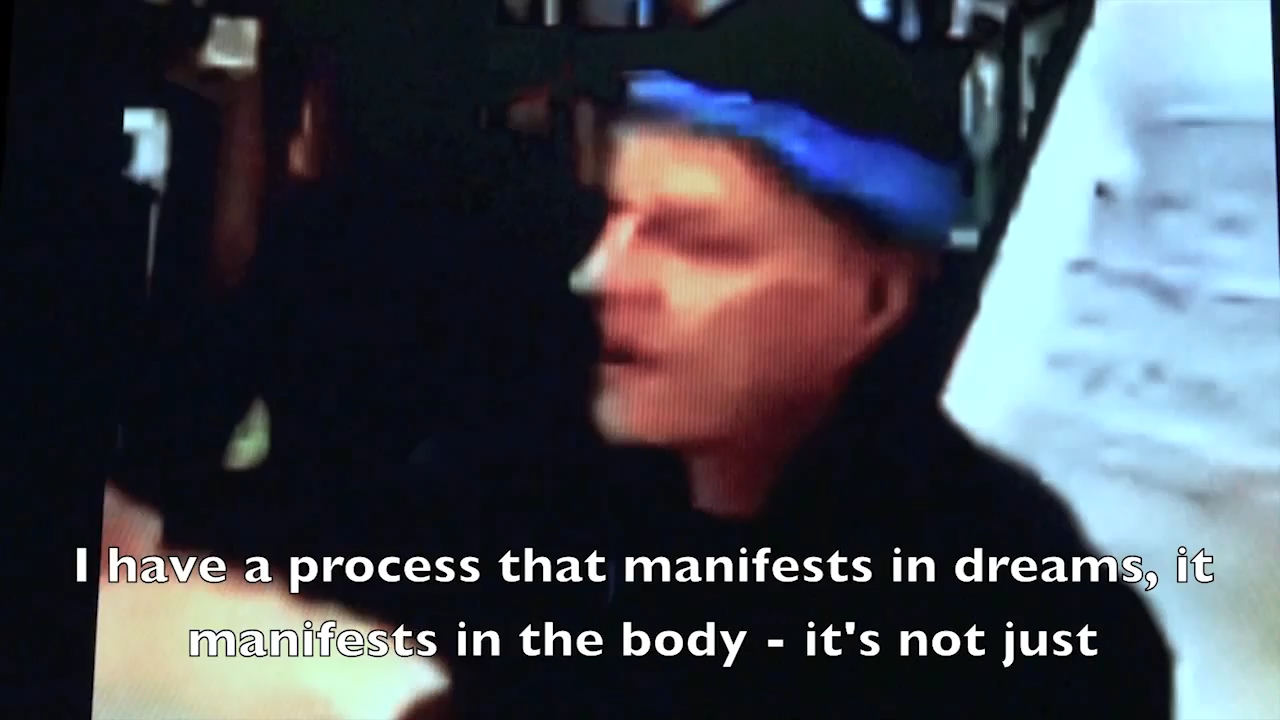 I have a process that manifests in dreams, it
manifests in the body - it's not just